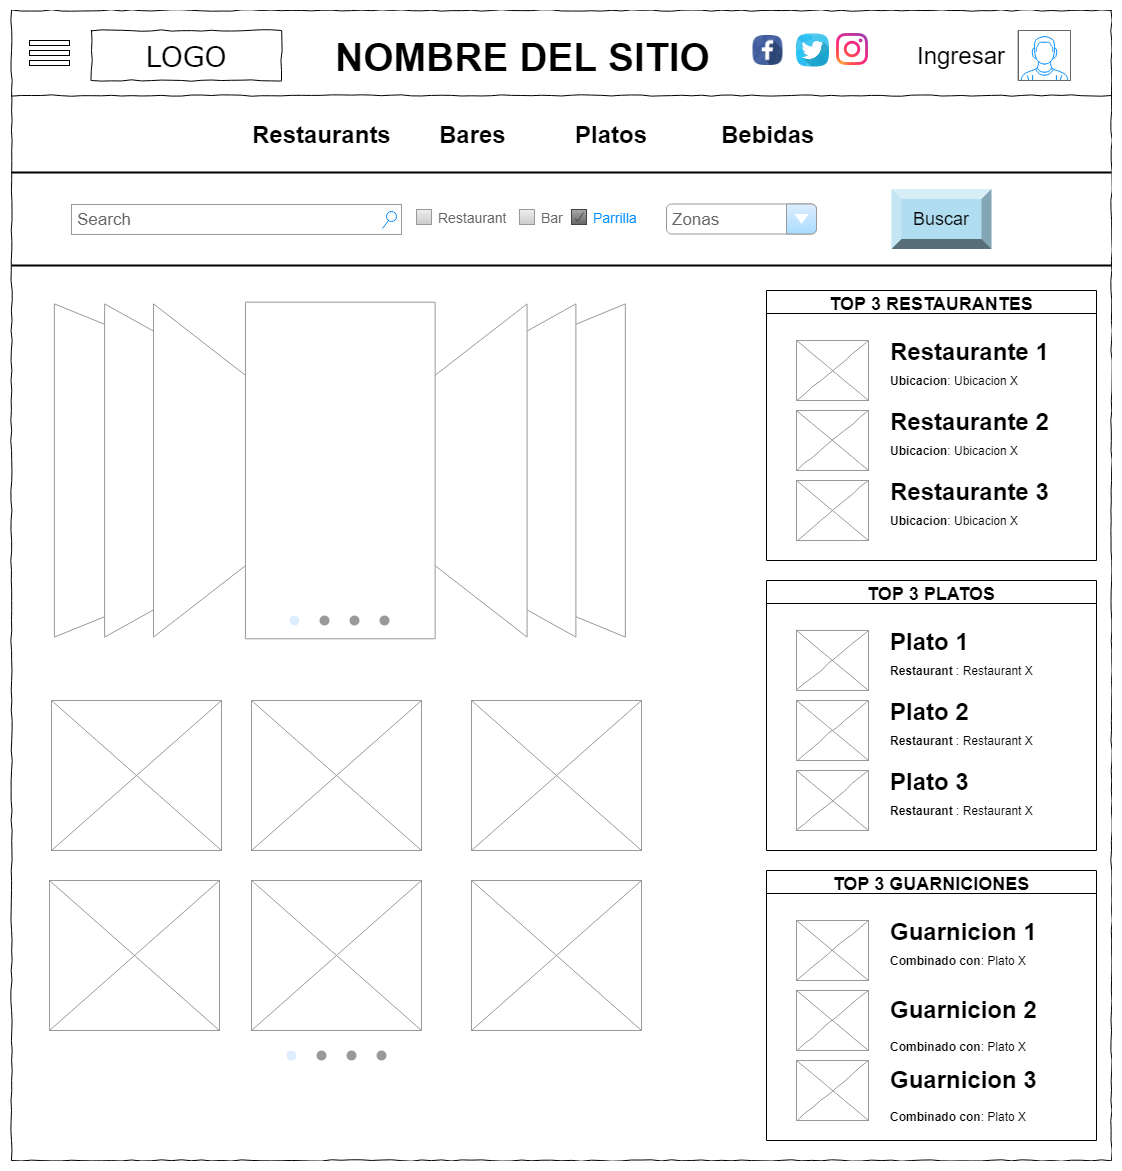 LOGO
NOMBRE DEL SITIO
Ingresar
Restaurants Bares Platos Bebidas
Search
Restaurant Bar Parrilla
Zonas
Buscar
TOP 3 RESTAURANTES
Restaurante 1
Ubicacion: Ubicacion X
Restaurante 2
Ubicacion: Ubicacion X
Restaurante 3
Ubicacion: Ubicacion X
TOP 3 PLATOS
Plato 1
Restaurant : Restaurant X
Plato 2
Restaurant : Restaurant X
Plato 3
Restaurant : Restaurant X
TOP 3 GUARNICIONES
Guarnicion 1
Combinado con: Plato X
Guarnicion 2
Combinado con: Plato X
Guarnicion 3
Combinado con: Plato X